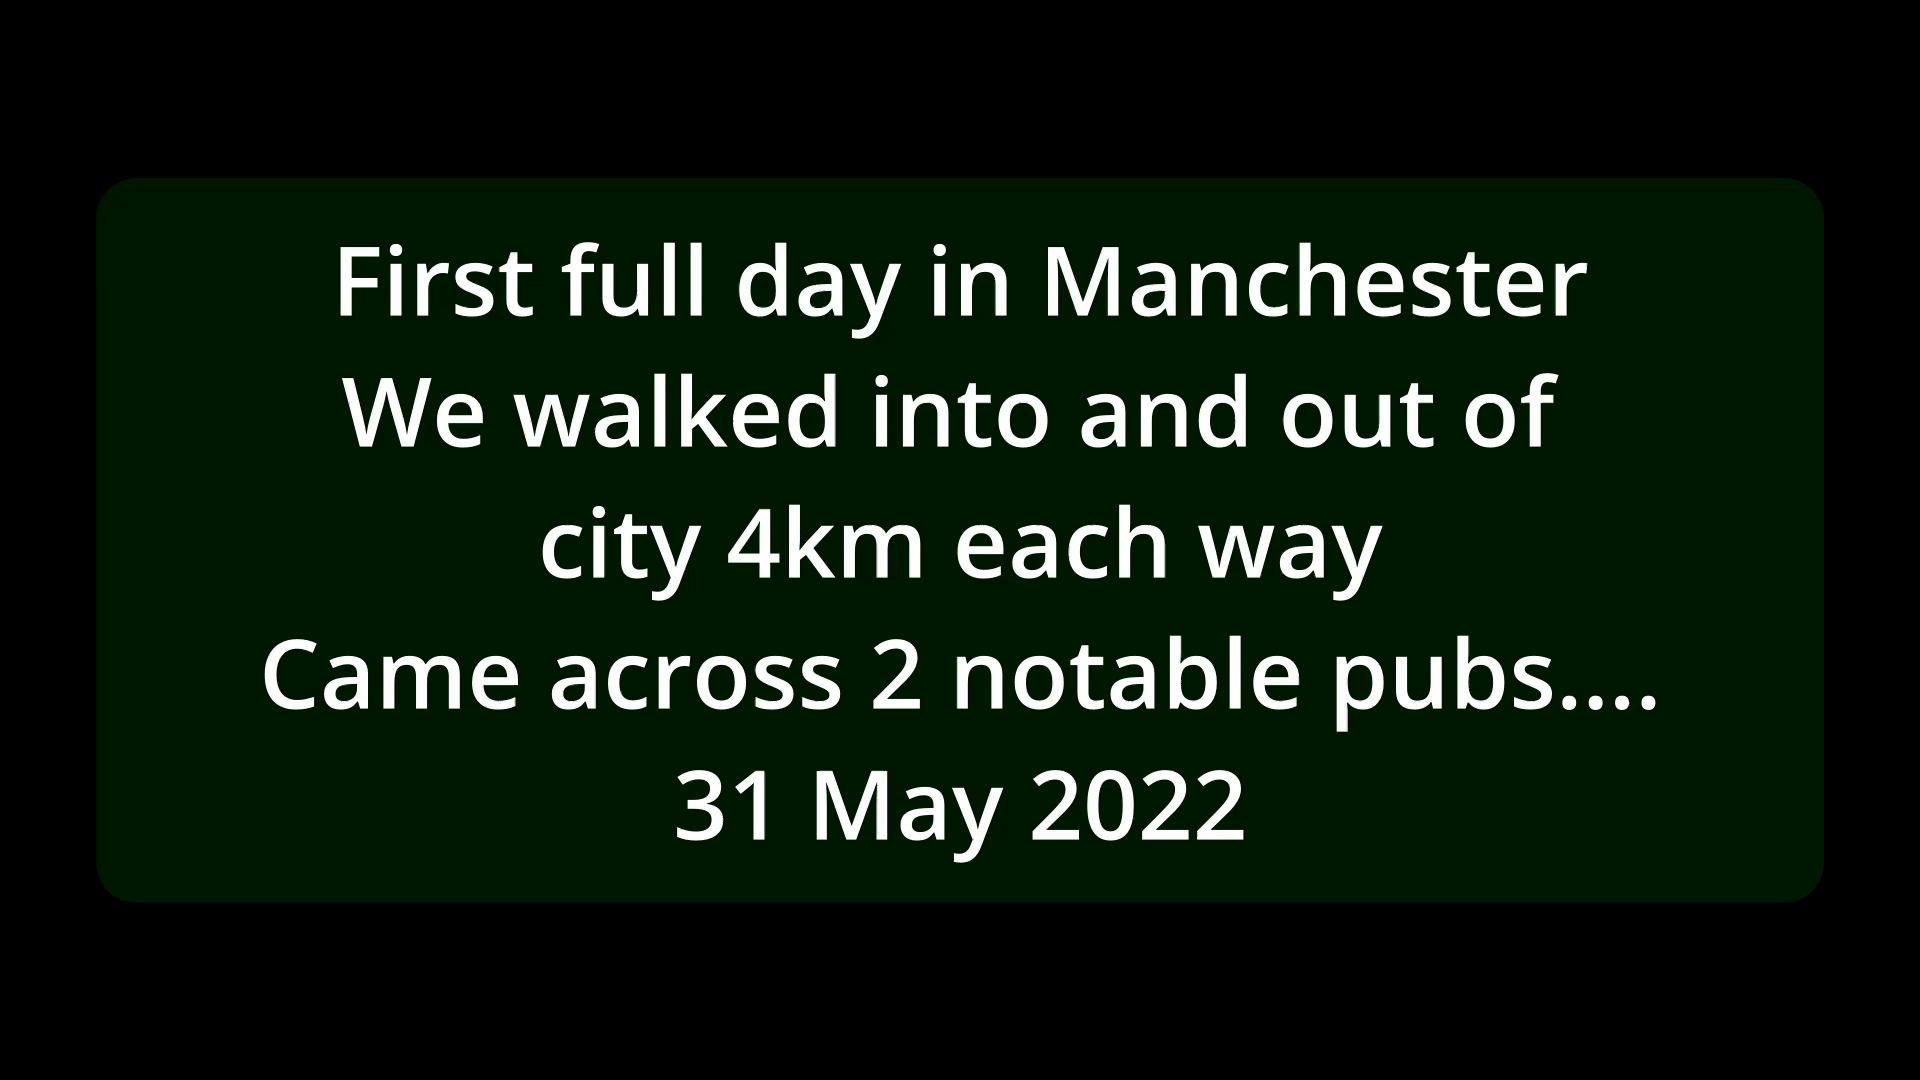 First full day in Manchester
We walked into and out of
city 4km each way
Came across 2 notable pubs....
31 May 2022